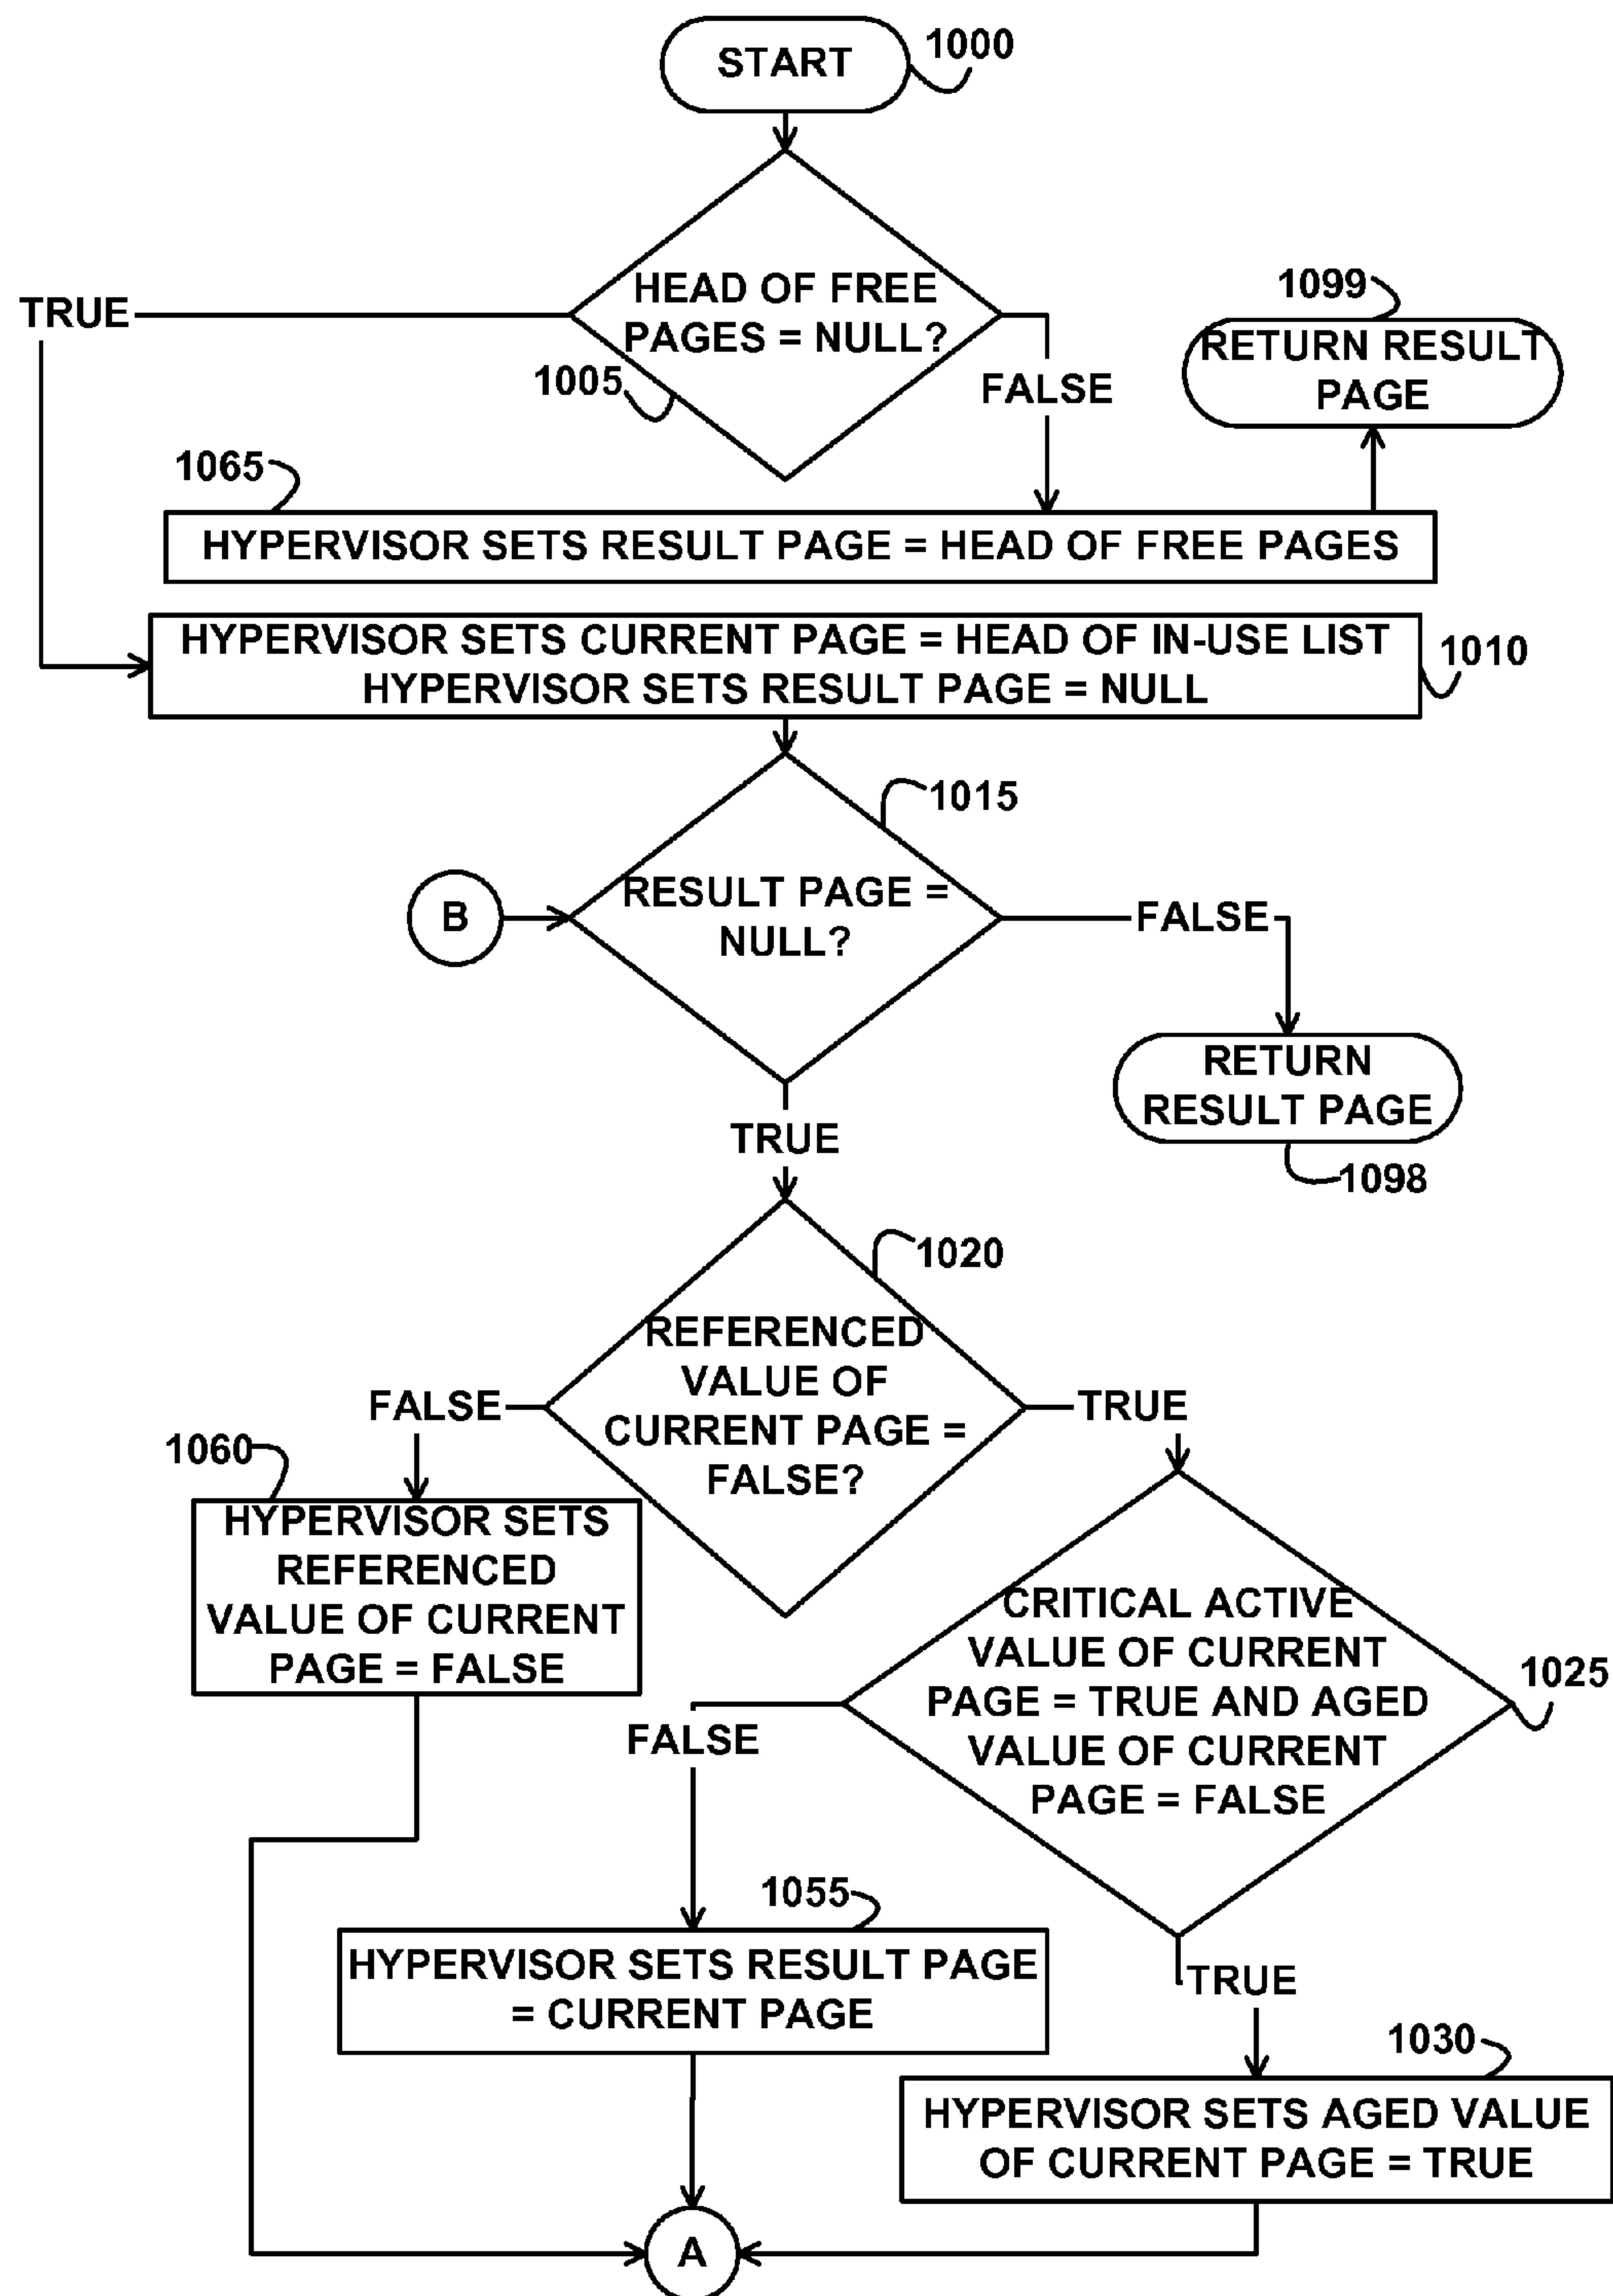 START
1000
HEAD OF FREE
PAGES = NULL?
TRUE
1005
FALSE
1099
RETURN RESULT
PAGE
1065
HYPERVISOR SETS RESULT PAGE = HEAD OF FREE PAGES
HYPERVISOR SETS CURRENT PAGE = HEAD OF IN-USE LIST
HYPERVISOR SETS RESULT PAGE = NULL
1010
1015
B
RESULT PAGE =
NULL?
FALSE
RETURN
RESULT PAGE
1098
TRUE
1020
REFERENCED
VALUE OF
CURRENT PAGE =
FALSE?
FALSE
TRUE
1060
HYPERVISOR SETS
REFERENCED
VALUE OF CURRENT
PAGE = FALSE
CRITICAL ACTIVE
VALUE OF CURRENT
PAGE = TRUE AND AGED
VALUE OF CURRENT
PAGE = FALSE
1025
FALSE
1055
HYPERVISOR SETS RESULT PAGE
= CURRENT PAGE
TRUE
1030
HYPERVISOR SETS AGED VALUE
OF CURRENT PAGE = TRUE
A